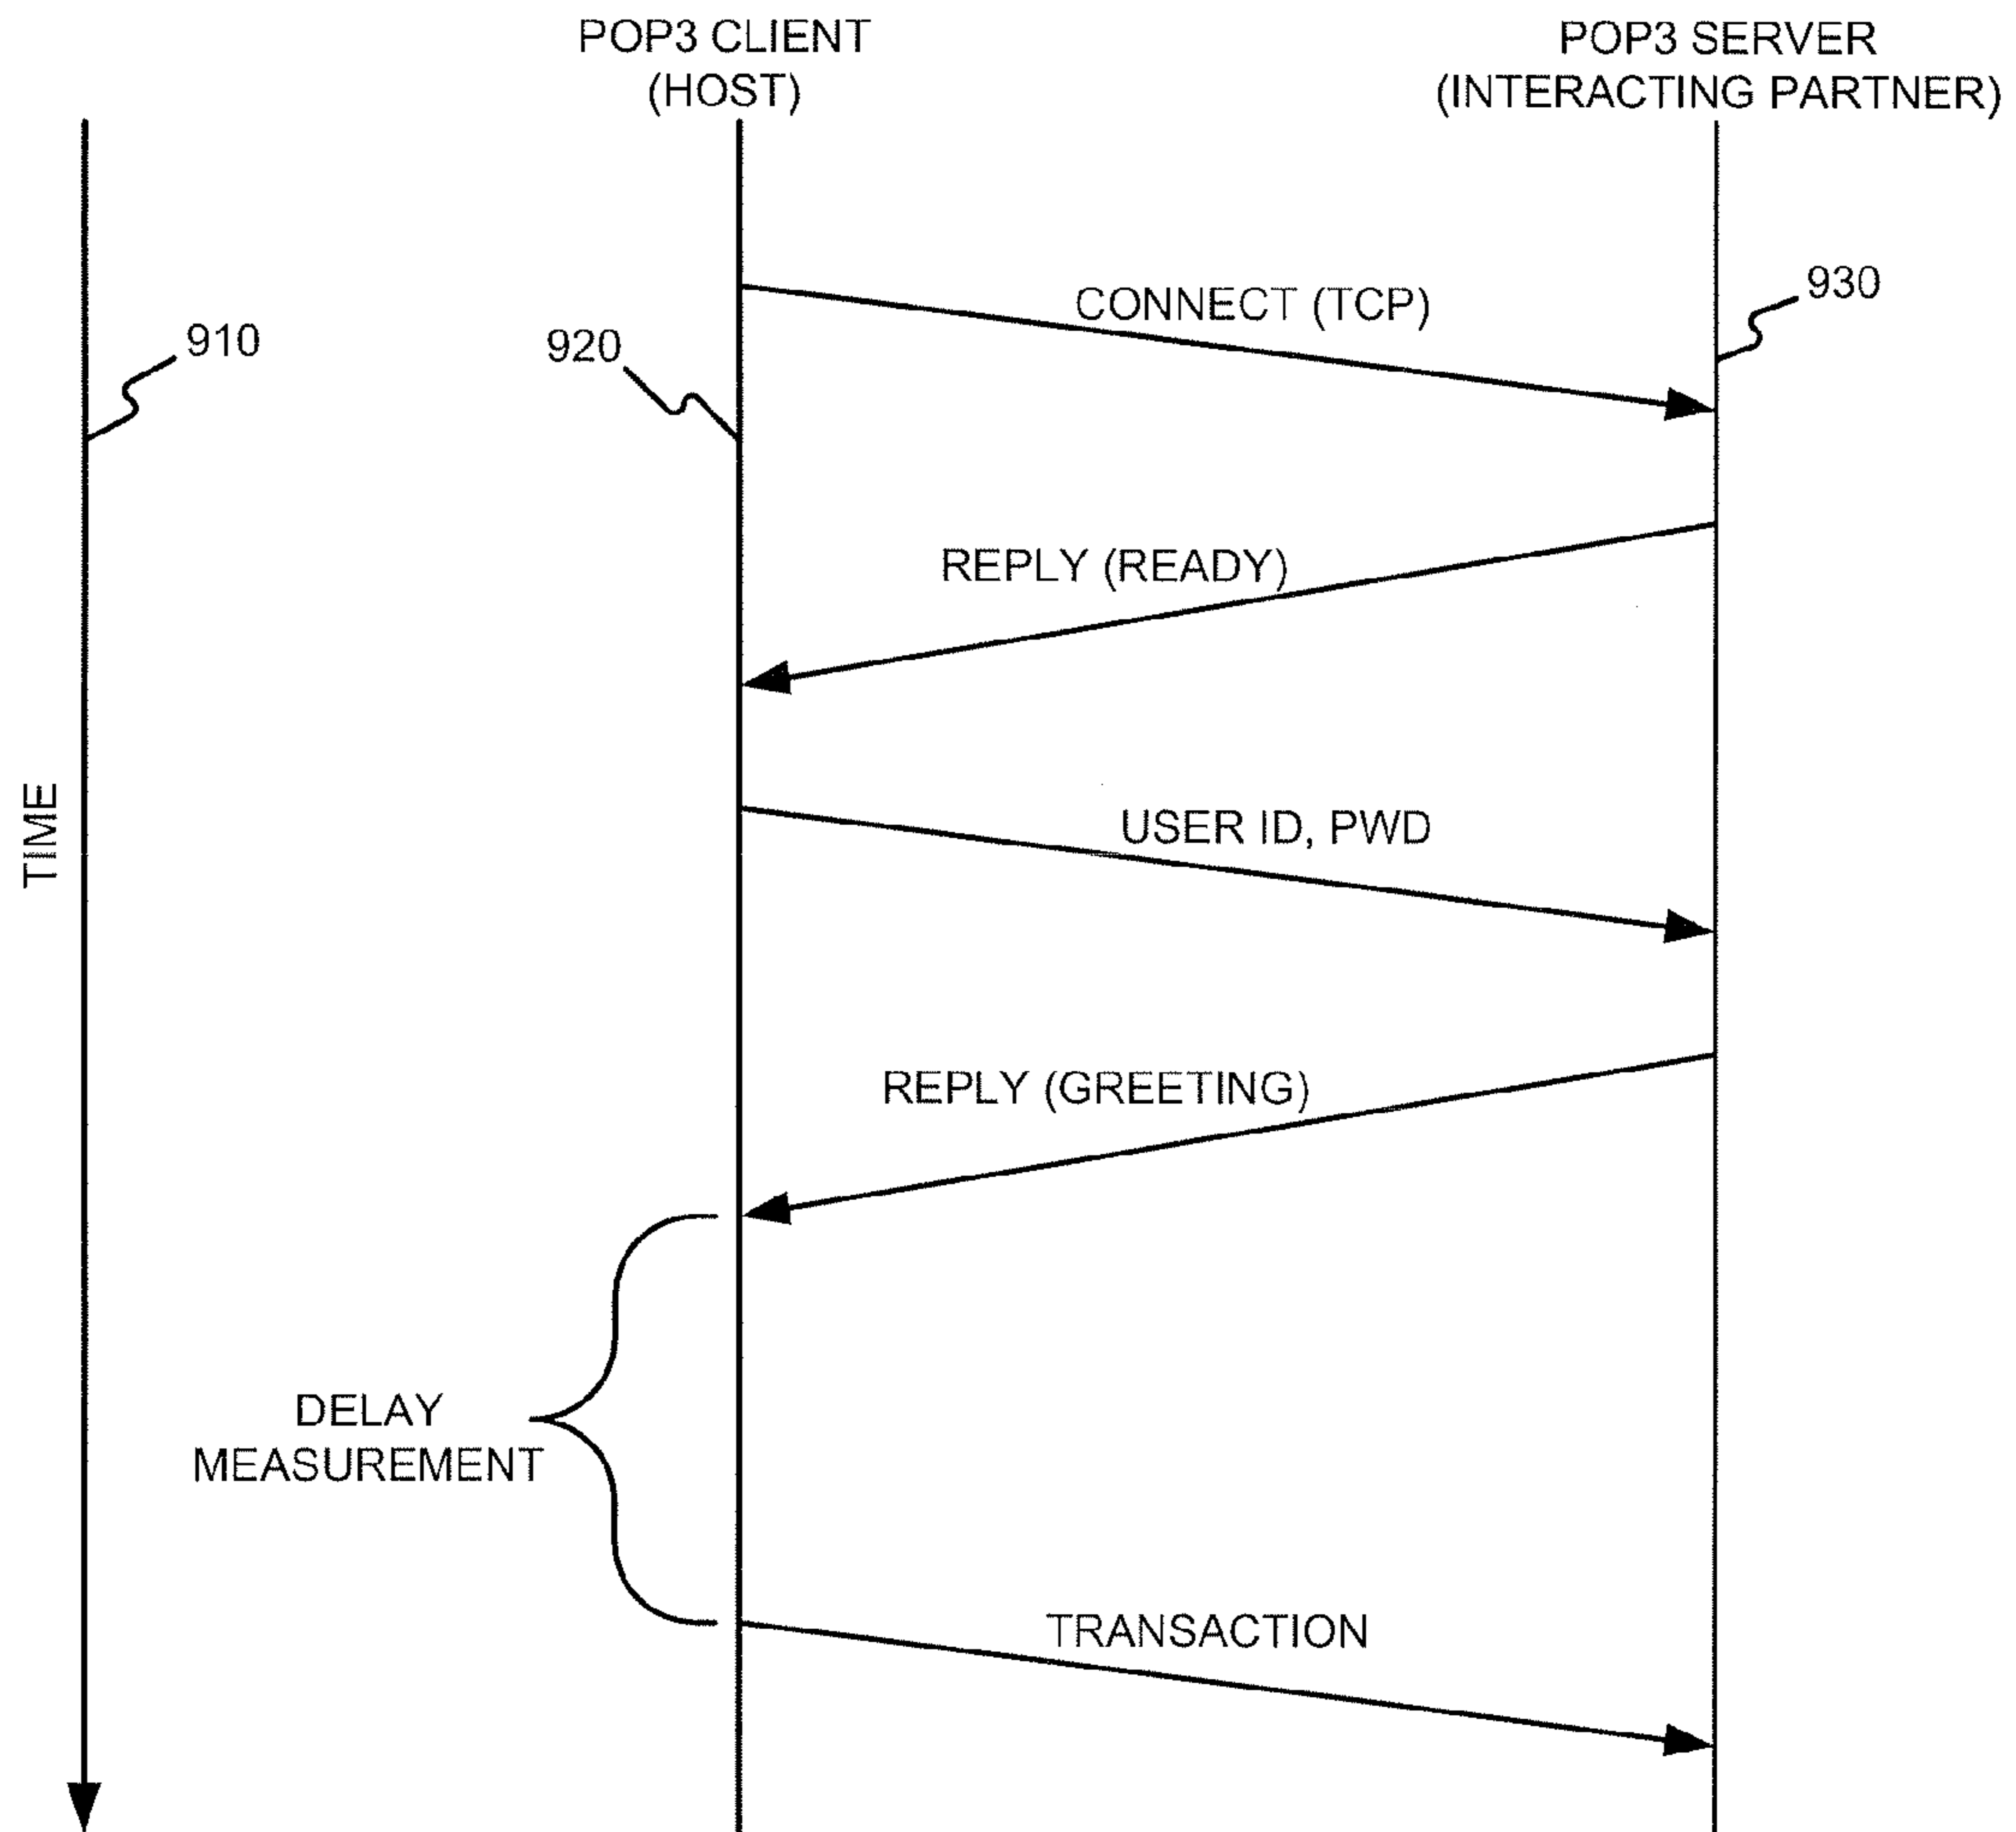 POP3 CLIENT
(HOST)
POP3 SERVER
(INTERACTING PARTNER)
CONNECT (TCP)
930
910
920
REPLY (READY)
TIME
USER ID, PWD
REPLY (GREETING)
DELAY
MEASUREMENT
TRANSACTION